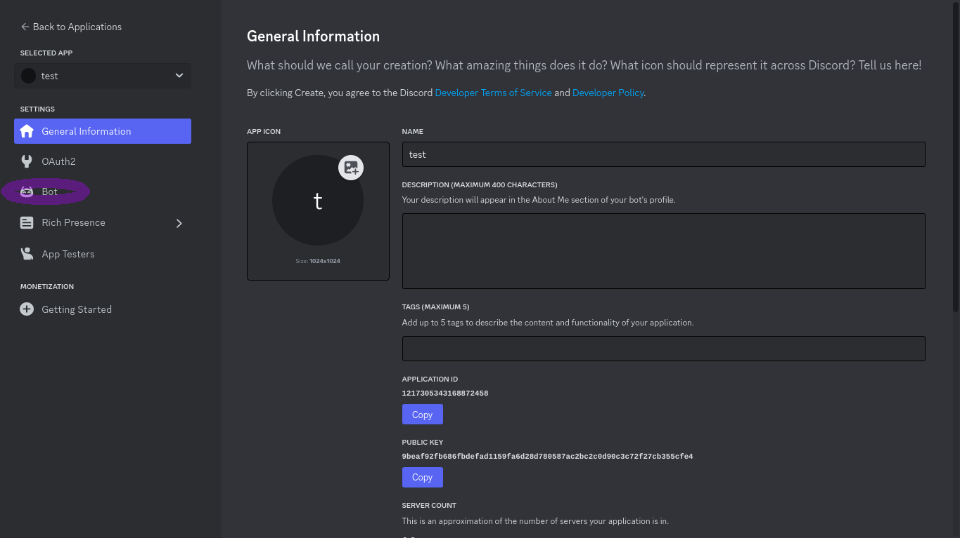 Back to Applications
SELECTED APP
test
SETTINGS
General Information
OAuth2
Bot
Rich Presence
App Testers
MONETIZATION
Getting Started
General Information
What should we call your creation? What amazing things does it do? What icon should represent it across Discord? Tell us here!
By clicking Create, you agree to the Discord Developer Terms of Service and Developer Policy.
APP ICON
t
Size: 1024x1024
NAME
test
DESCRIPTION (MAXIMUM 400 CHARACTERS)
Your description will appear in the About Me section of your bot's profile.
TAGS (MAXIMUM 5)
Add up to 5 tags to describe the content and functionality of your application.
APPLICATION ID
1217305343168872458
Copy
PUBLIC KEY
9beaf92fb686fbdefad1159fa6d28d780587ac2bc2c0d90c3c72f27cb355cfe4
Copy
SERVER COUNT
This is an approximation of the number of servers your application is in.